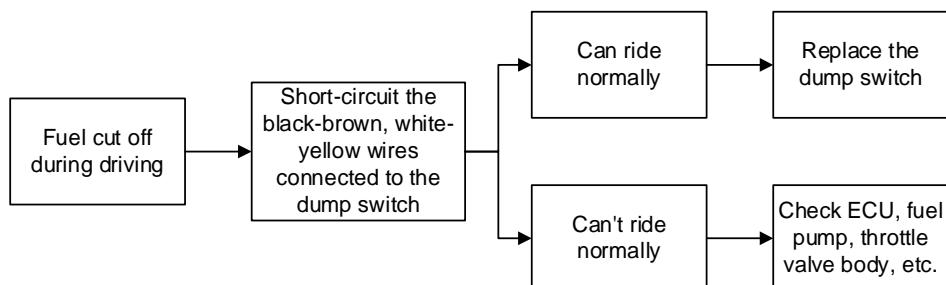 Fuel cut off
during driving
Short-circuit the
black-brown, white-
yellow wires
connected to the
dump switch
Can ride
normally
Replace the
dump switch
Can't ride
normally
Check ECU, fuel
pump, throttle
valve body, etc.